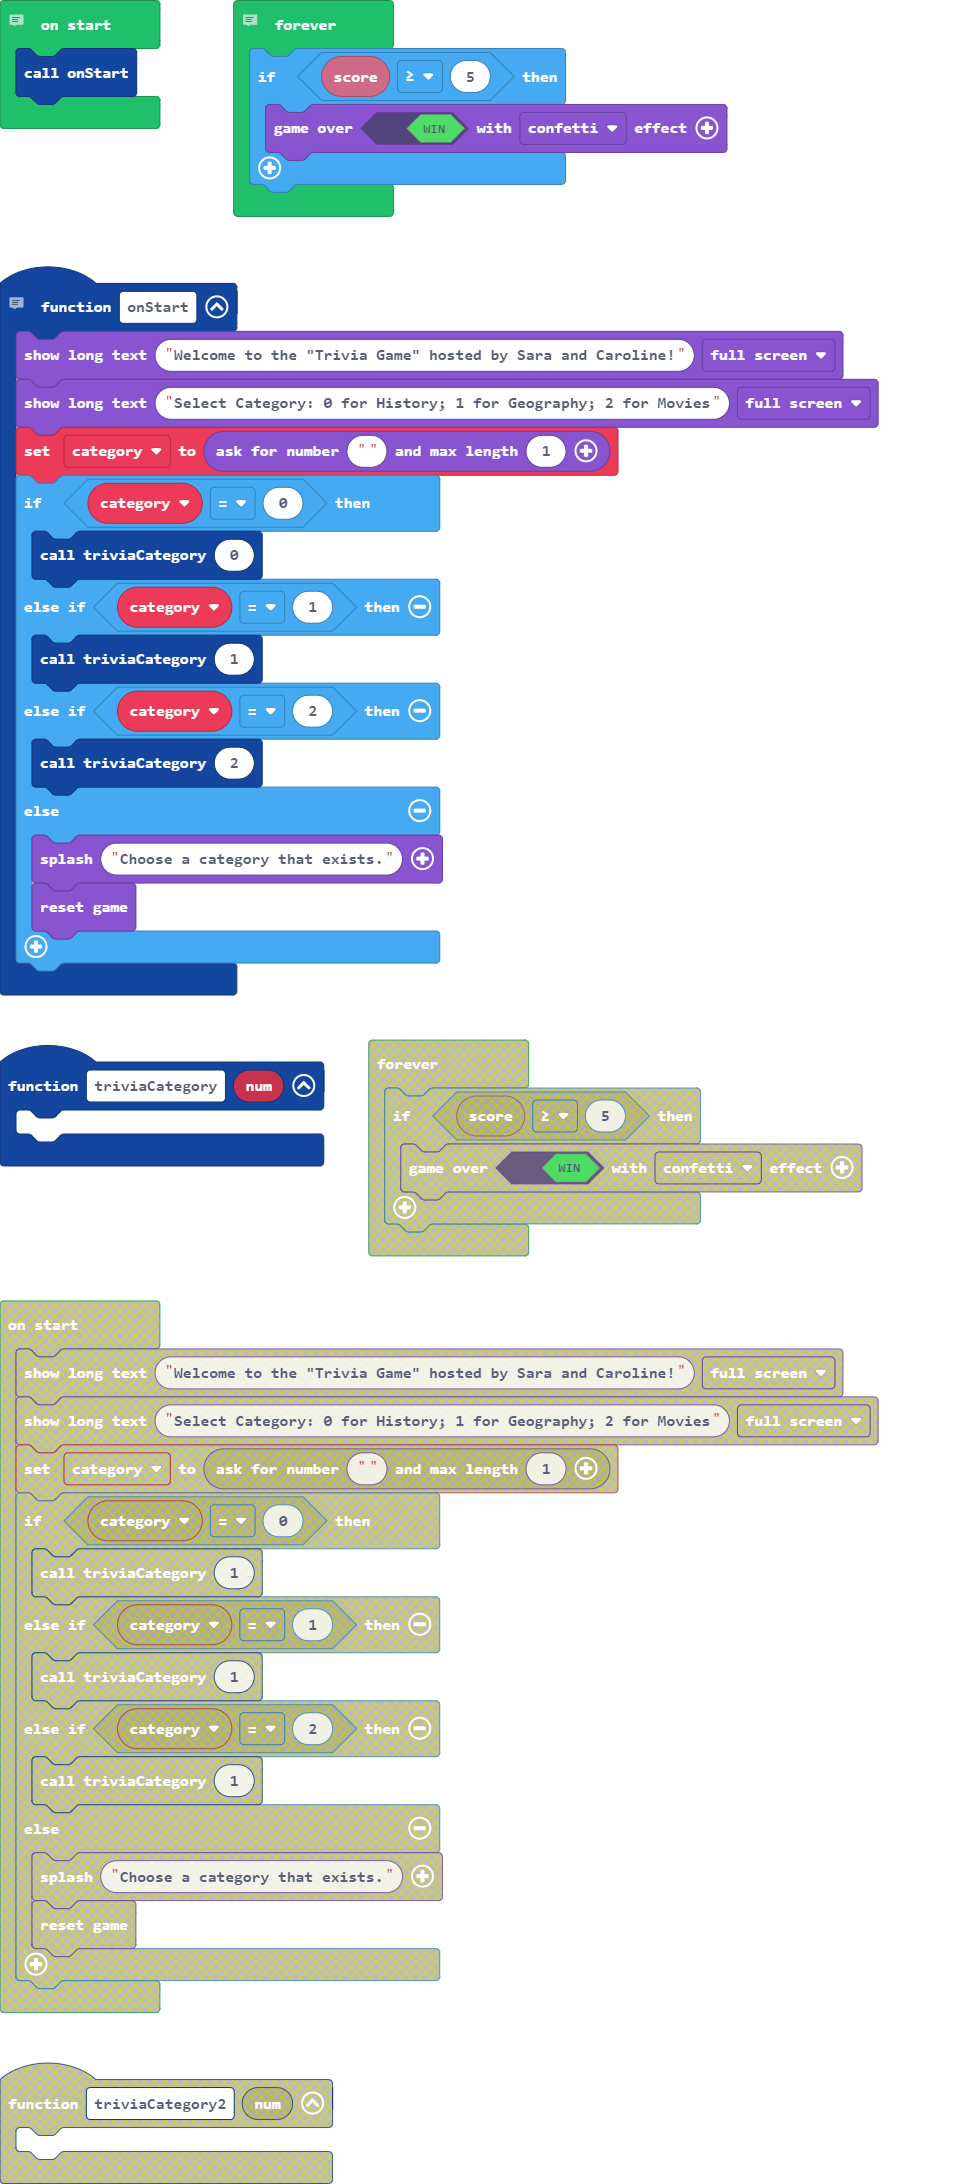 on start
call onStart
forever
if score ≥ 5 then
game over WIN with confetti effect
function onStart
show long text "Welcome to the "Trivia Game" hosted by Sara and Caroline!" full screen
show long text "Select Category: 0 for History; 1 for Geography; 2 for Movies" full screen
set category to ask for number "" and max length 1
if category = 0 then
call triviaCategory 0
else if category = 1 then
call triviaCategory 1
else if category = 2 then
call triviaCategory 2
else
splash "Choose a category that exists."
reset game
function triviaCategory num
forever
if score ≥ 5 then
game over WIN with confetti effect
on start
show long text "Welcome to the "Trivia Game" hosted by Sara and Caroline!" full screen
show long text "Select Category: 0 for History; 1 for Geography; 2 for Movies" full screen
set category to ask for number "" and max length 1
if category = 0 then
call triviaCategory 1
else if category = 1 then
call triviaCategory 1
else if category = 2 then
call triviaCategory 1
else
splash "Choose a category that exists."
reset game
function triviaCategory2 num